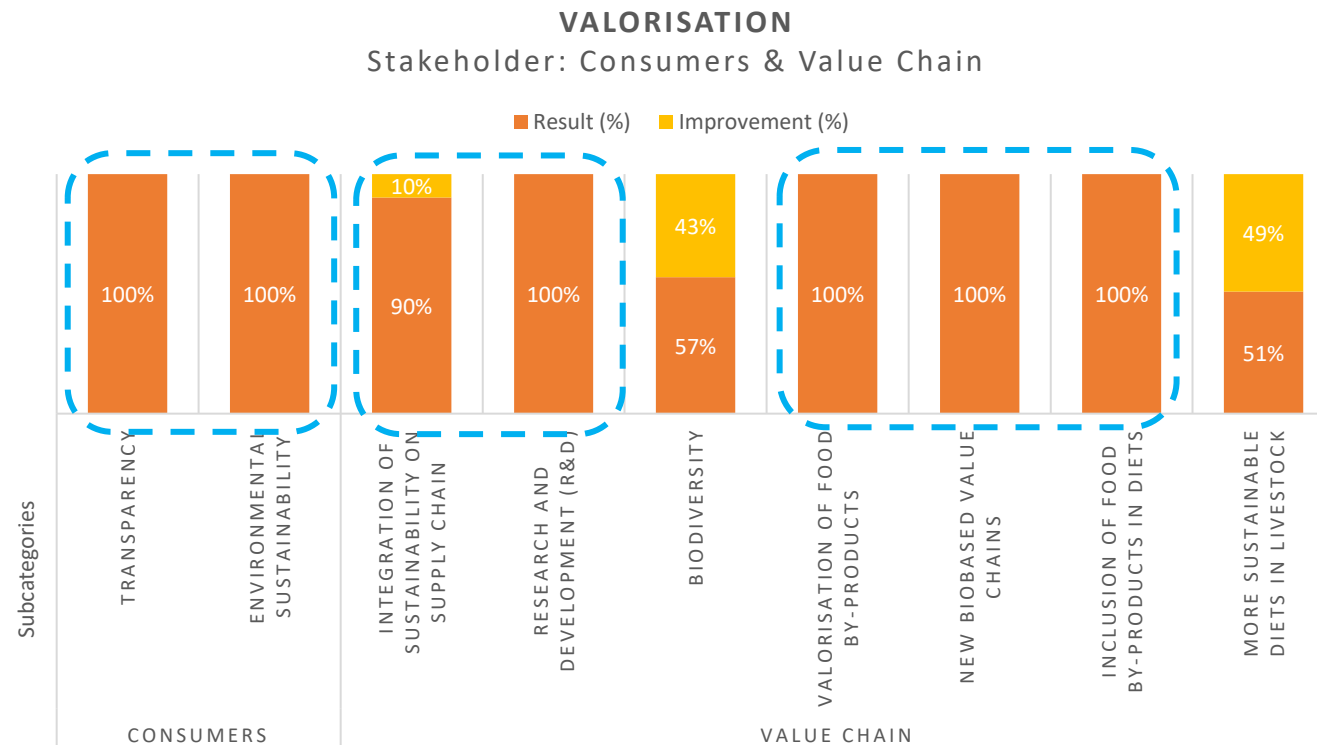 VALORISATION
Stakeholder: Consumers & Value Chain
Result (%)
Improvement (%)
100%
100%
10%
90%
100%
43%
57%
100%
100%
100%
49%
51%
Subcategories
TRANSPARENCY
ENVIRONMENTAL
SUSTAINABILITY
INTEGRATION OF
SUSTAINABILITY ON
SUPPLY CHAIN
RESEARCH AND
DEVELOPMENT (R&D)
BIODIVERSITY
VALORISATION OF FOOD
BY-PRODUCTS
NEW BIOBASED VALUE
CHAINS
INCLUSION OF FOOD
BY-PRODUCTS IN DIETS
MORE SUSTAINABLE
DIETS IN LIVESTOCK
CONSUMERS
VALUE CHAIN